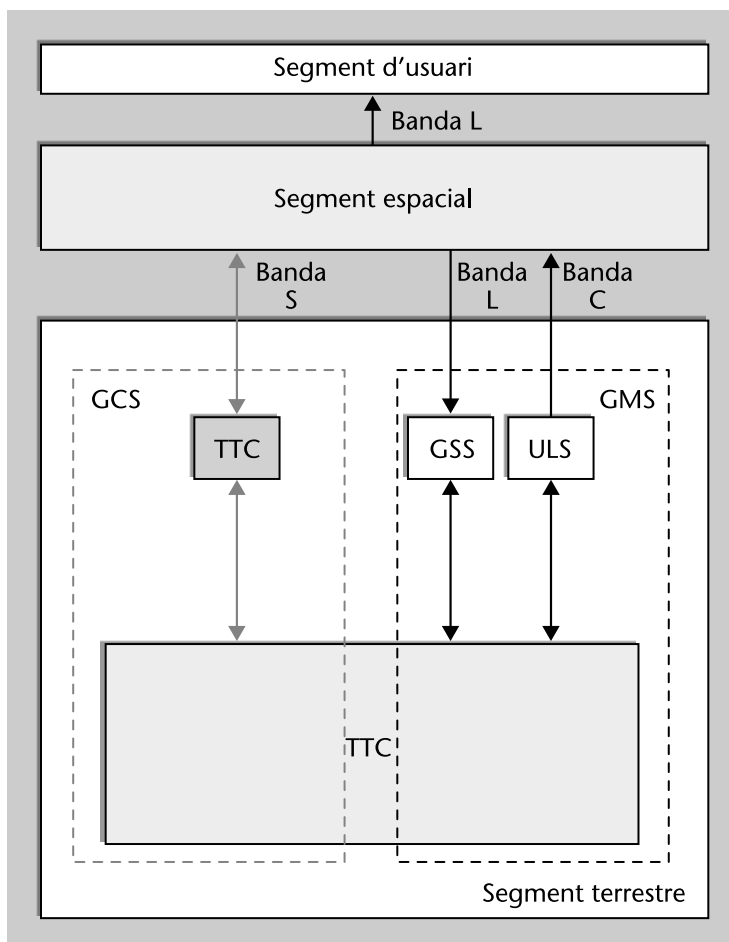 Segment d'usuari
Banda L
Segment espacial
Banda
S
Banda
L
Banda
C
GCS
GMS
TTC
GSS
ULS
TTC
Segment terrestre